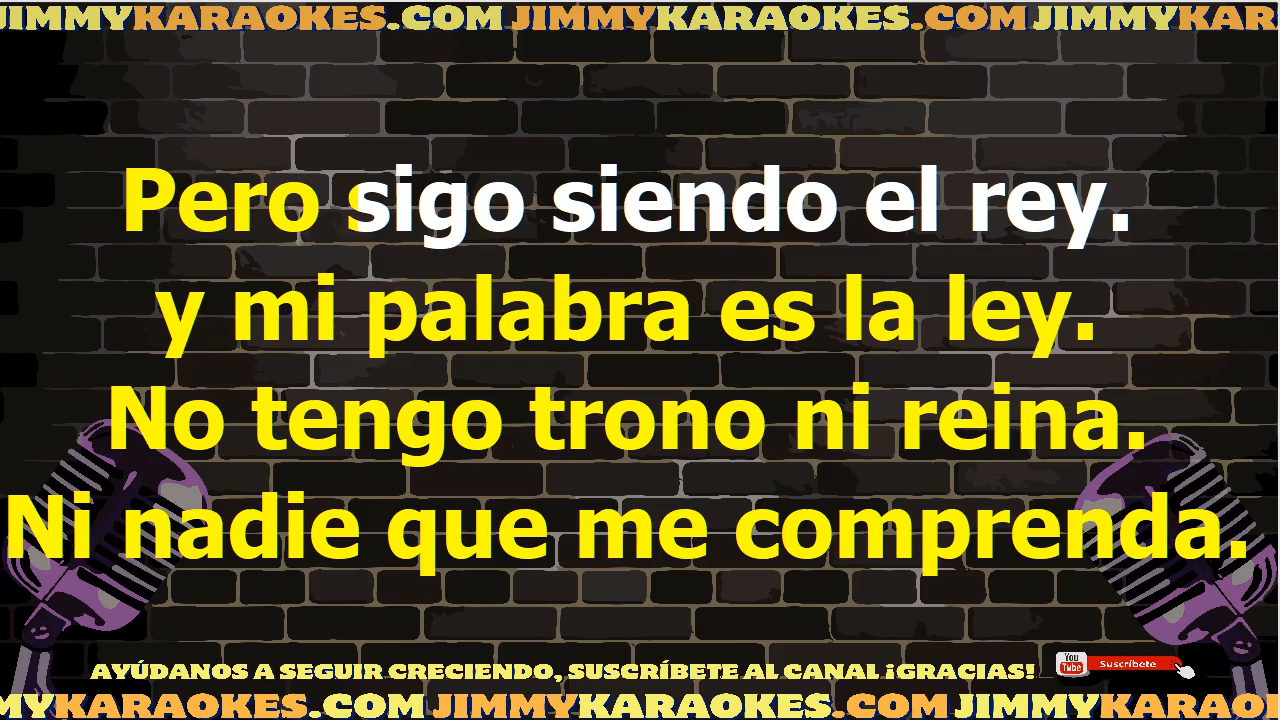 JIMMYKARAOKES.COM JIMMYKARAOKES.COM JIMMYKAR
Pero sigo siendo el rey.
y mi palabra es la ley.
No tengo trono ni reina.
Ni nadie que me comprenda.
AYÚDANOS A SEGUIR CRECIENDO, SUSCRÍBETE AL CANAL ¡GRACIAS!
You Tube Suscríbete
MYKARAOKES.COM JIMMYKARAOKES.COM JIMMYKARAOK